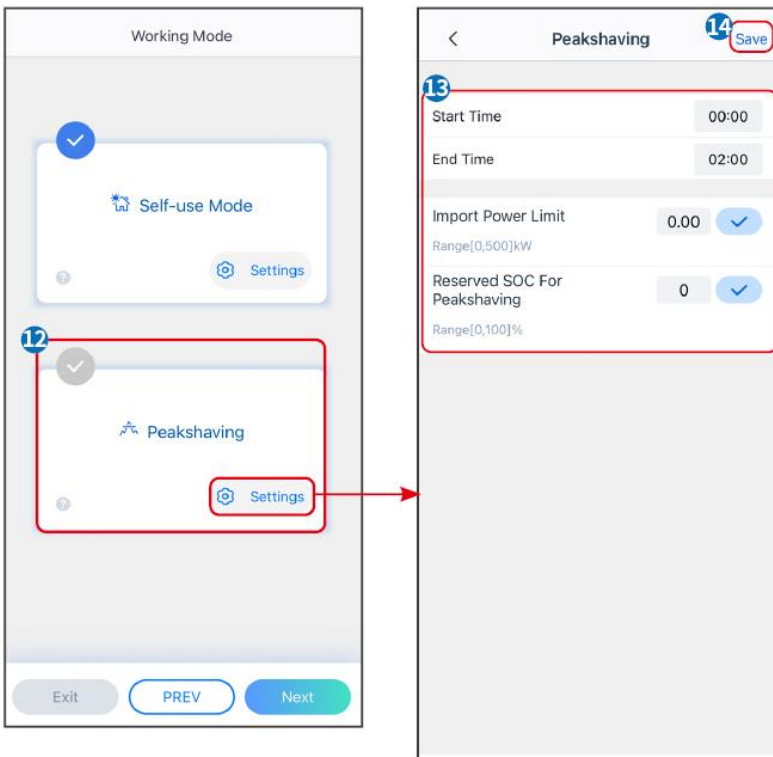 Working Mode
Self-use Mode
? Settings
12
Peakshaving
? Settings
Exit PREV Next
14
Peakshaving Save
13
Start Time 00:00
End Time 02:00
Import Power Limit 0.00
Range[0,500]kW
Reserved SOC For
Peakshaving 0
Range[0,100]%